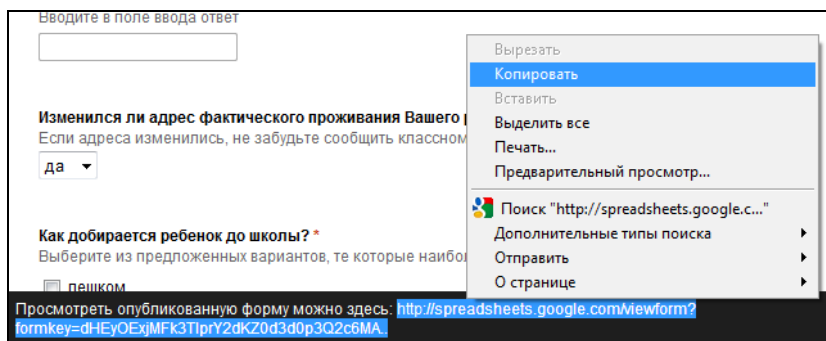 Вводите в поле ввода ответ
Изменился ли адрес фактического проживания Вашего
Если адреса изменились, не забудьте сообщить
да
Как добирается ребенок до школы? *
Выберите из предложенных вариантов, те которые
пешком
Просмотреть опубликованную форму можно здесь: http://spreadsheets.google.com/viewform?
formkey=dHEyOExjMFk3TlprY2dKZ0d3d0p3Q2c6MA..
Вырезать
Копировать
Вставить
Выделить все
Печать...
Предварительный просмотр...
Поиск "http://spreadsheets.google.c..."
Дополнительные типы поиска
Отправить
О странице